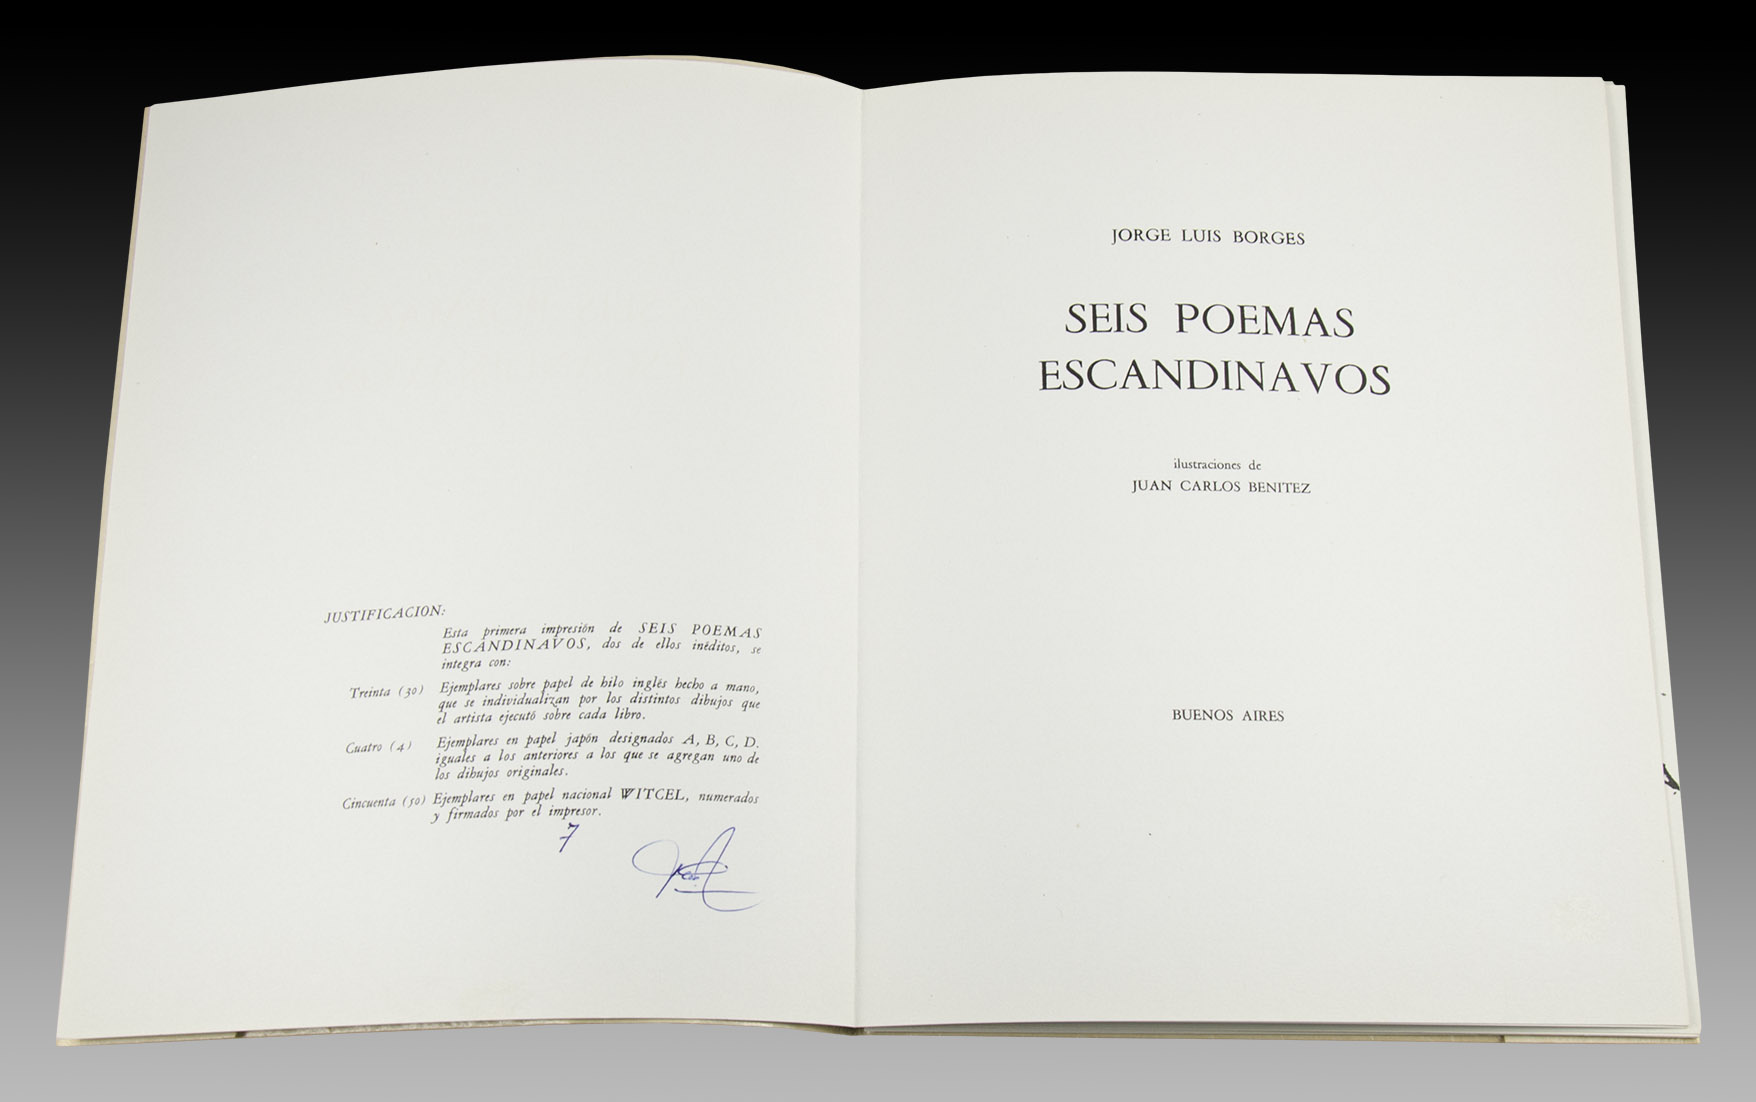 JUSTIFICACION:
Esta primera impresión de SEIS POEMAS
ESCANDINAVOS, dos de ellos inéditos, se
integra con:
Treinta (30) Ejemplares sobre papel de hilo inglés hecho a mano,
que se individualizan por los distintos dibujos que
el artista ejecutó sobre cada libro.
Cuatro (4) Ejemplares en papel japón designados A, B, C, D.
iguales a los anteriores a los que se agregan uno de
los dibujos originales.
Cincuenta (50) Ejemplares en papel nacional WITCEL, numerados
y firmados por el impresor.
7
JORGE LUIS BORGES
SEIS POEMAS
ESCANDINAVOS
ilustraciones de
JUAN CARLOS BENITEZ
BUENOS AIRES